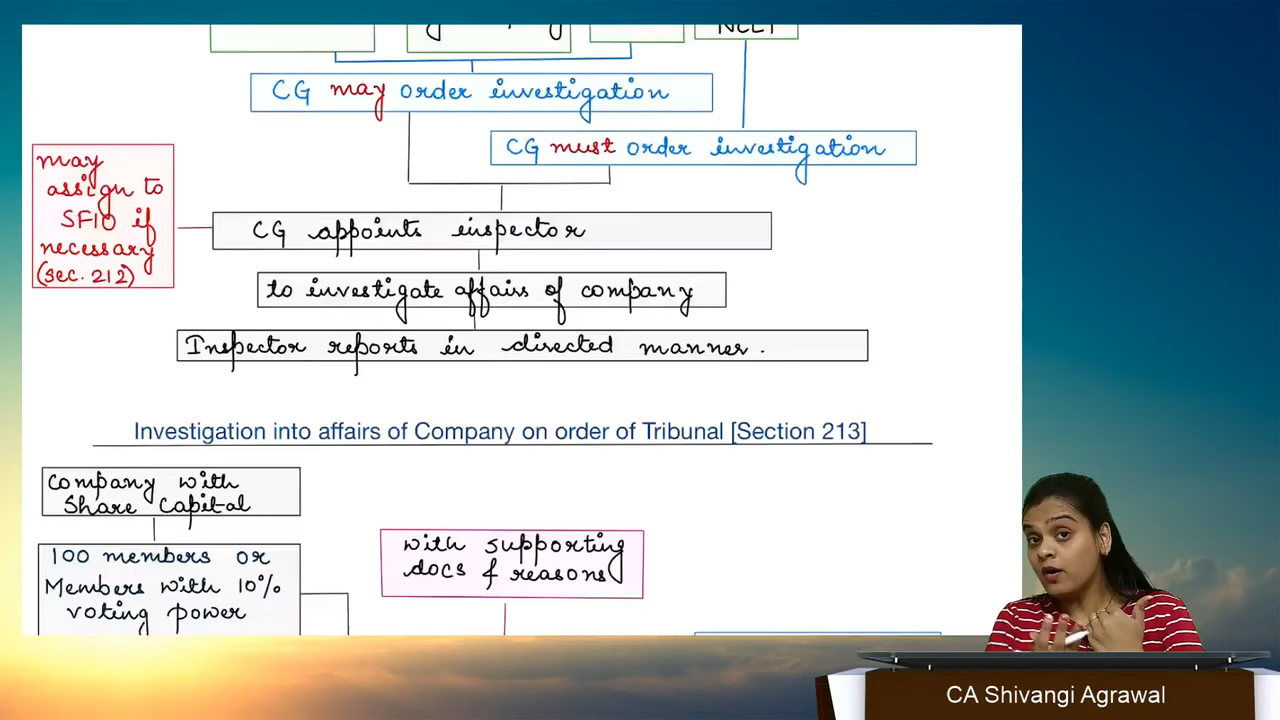 NCLT
CG may order investigation
CG must order investigation
may
assign to
SFIO if
necessary
(sec. 212)
CG appoints inspector
to investigate affairs of company
Inspector reports in directed manner.
Investigation into affairs of Company on order of Tribunal [Section 213]
Company with
Share Capital
100 members or
Members with 10%
voting power
with supporting
docs & reasons
CA Shivangi Agrawal